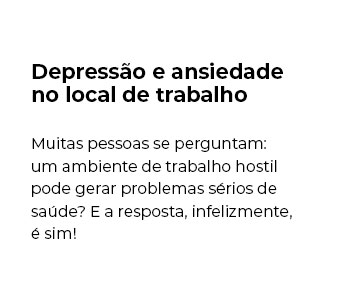 Depressão e ansiedade
no local de trabalho
Muitas pessoas se perguntam:
um ambiente de trabalho hostil
pode gerar problemas sérios de
saúde? E a resposta, infelizmente,
é sim!